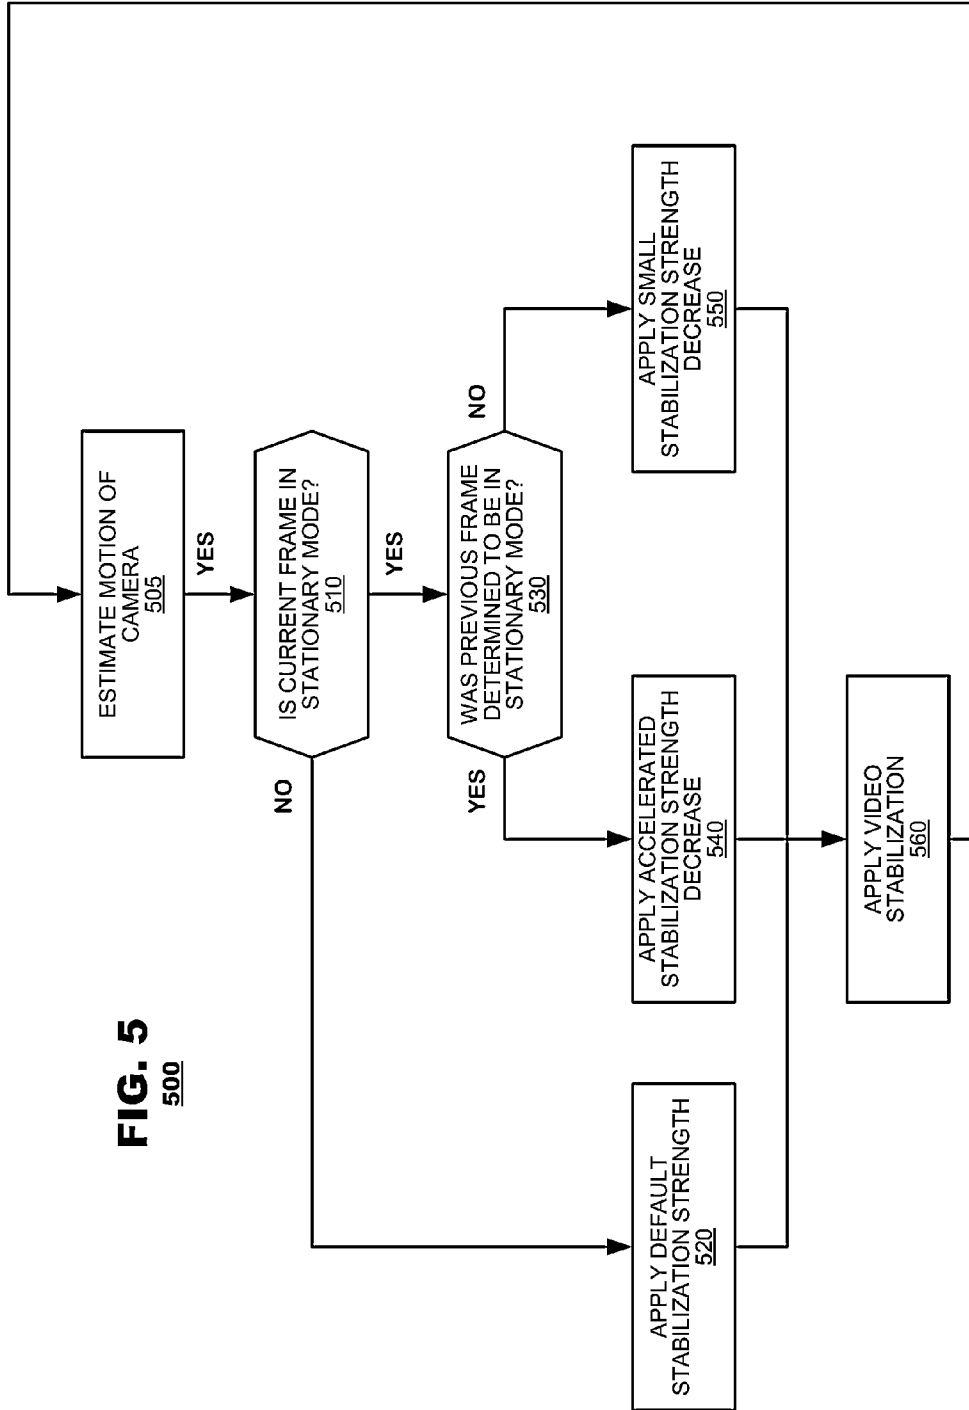 FIG. 5
500
ESTIMATE MOTION OF
CAMERA
505
YES
IS CURRENT FRAME IN
STATIONARY MODE?
510
NO
YES
WAS PREVIOUS FRAME
DETERMINED TO BE IN
STATIONARY MODE?
530
YES
NO
APPLY DEFAULT
STABILIZATION STRENGTH
520
APPLY ACCELERATED
STABILIZATION STRENGTH
DECREASE
540
APPLY SMALL
STABILIZATION STRENGTH
DECREASE
550
APPLY VIDEO
STABILIZATION
560